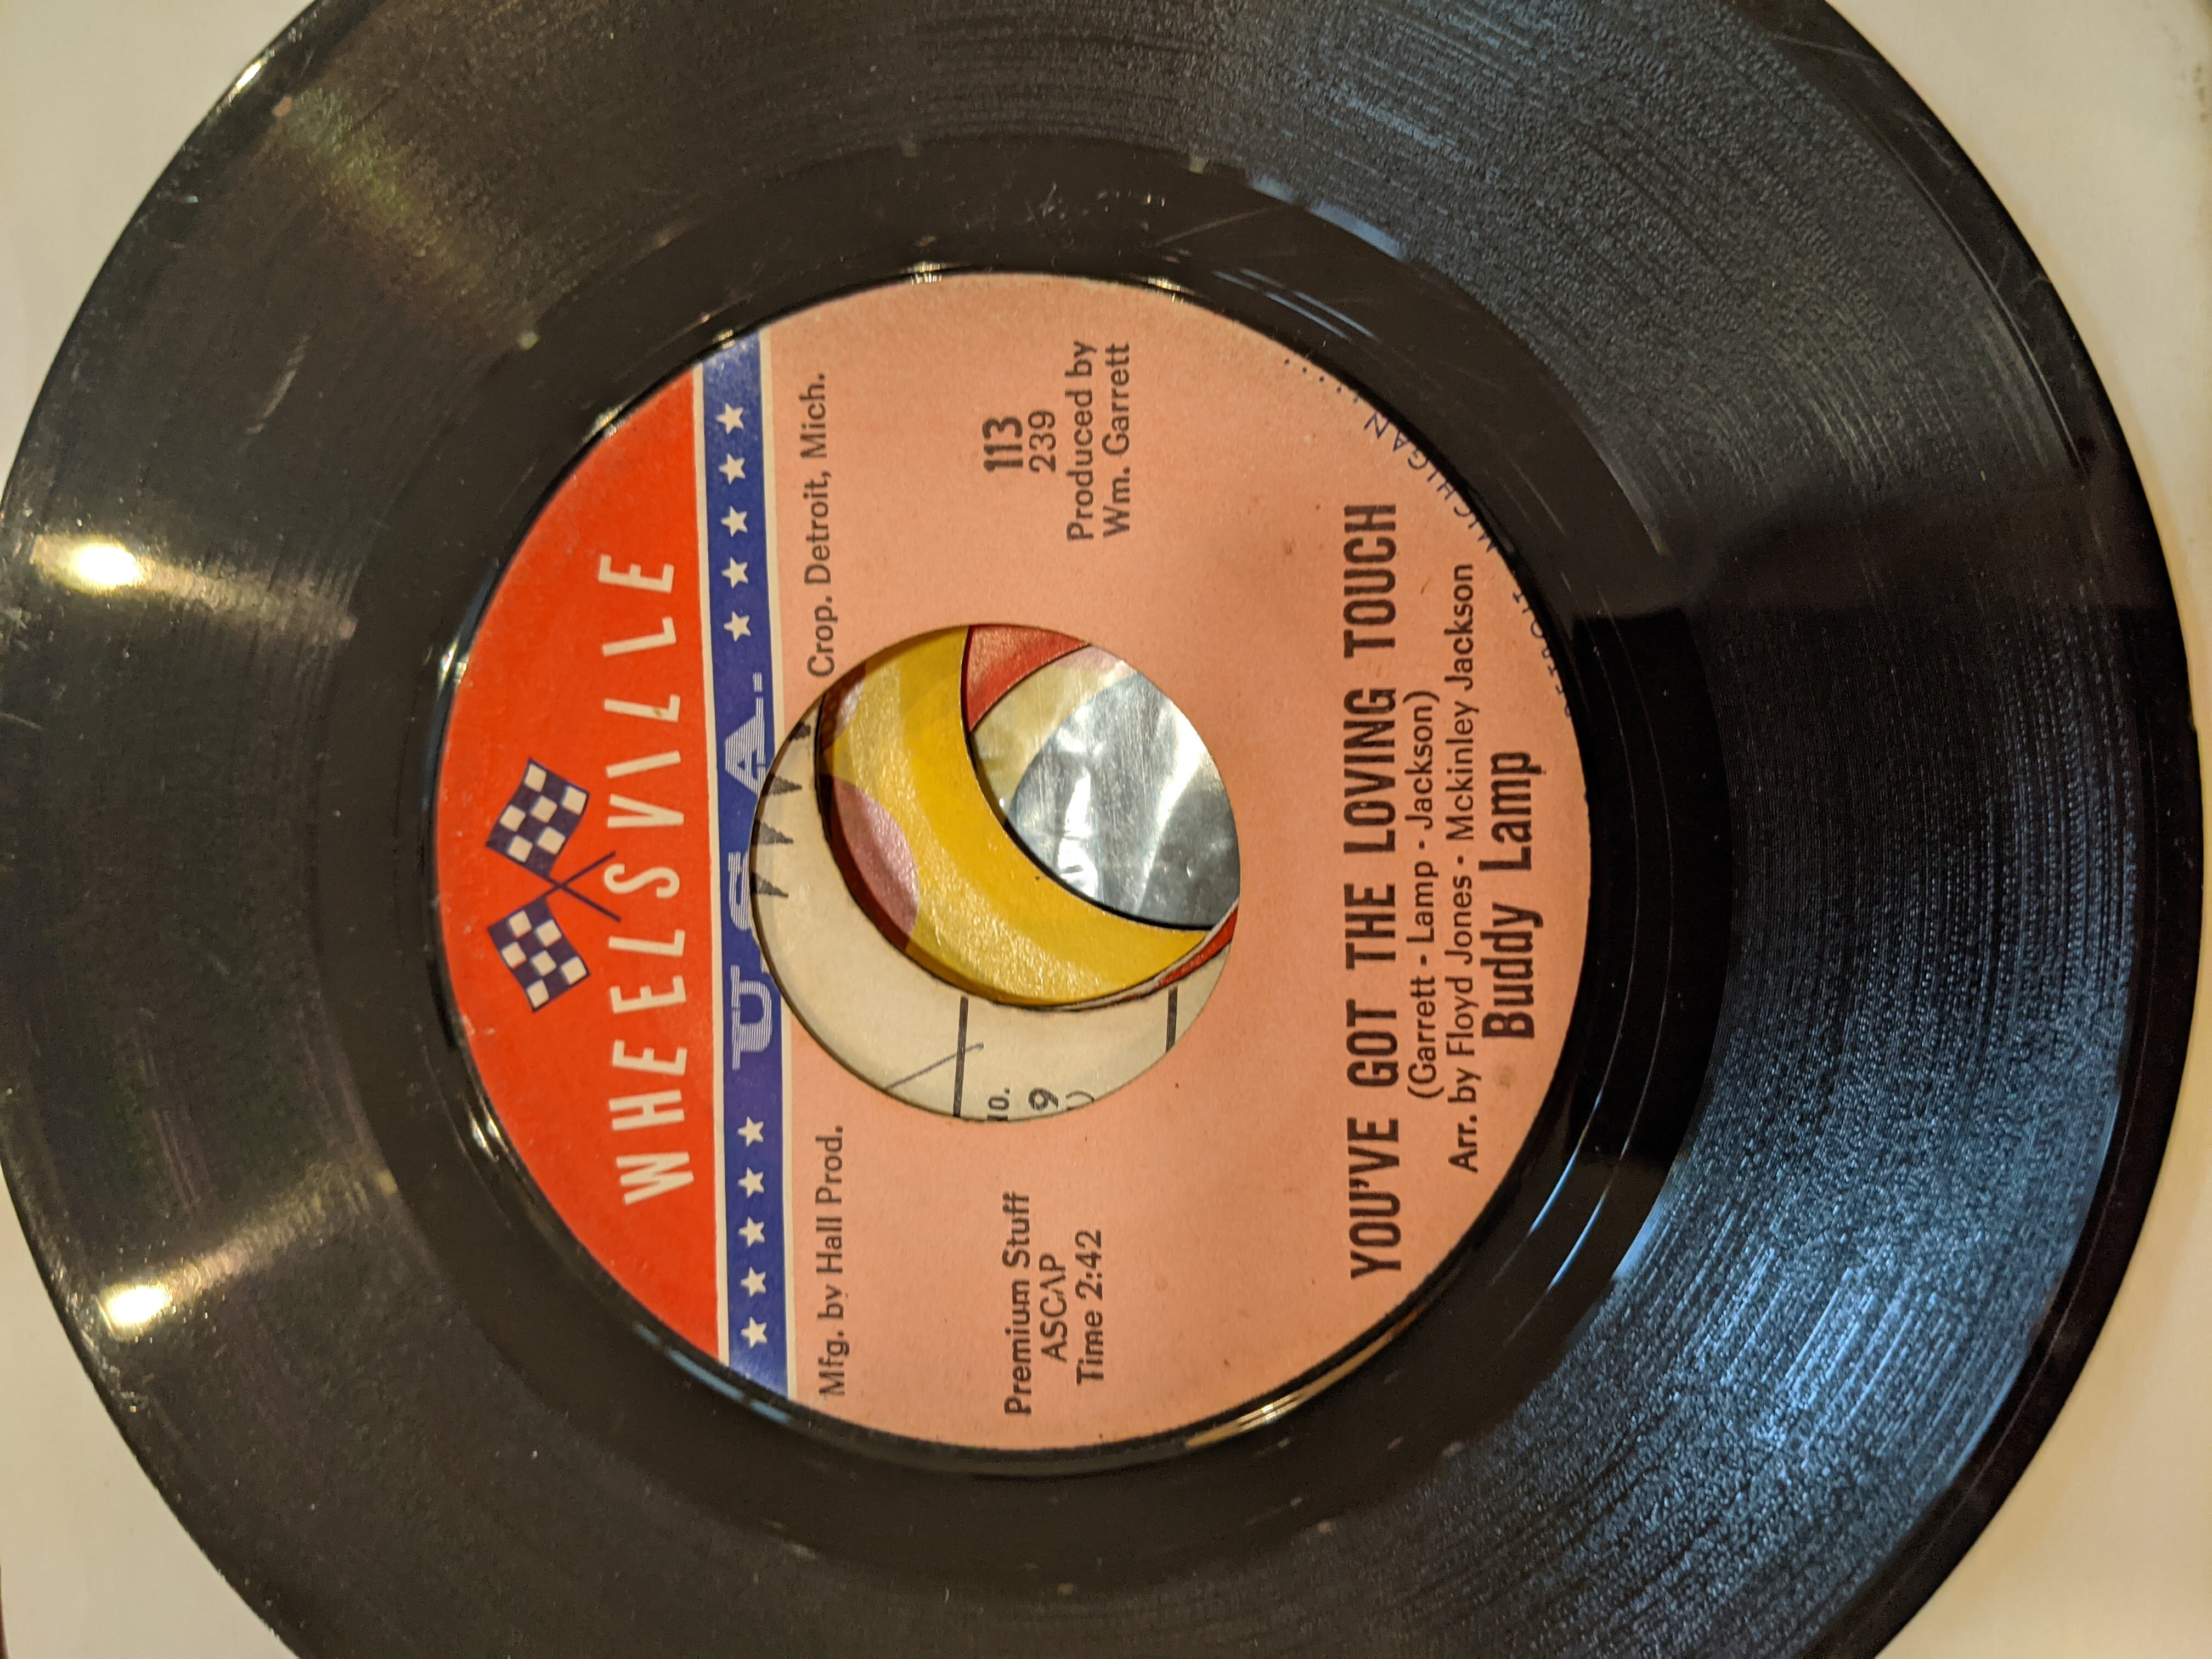 WHEELSVILLE
U.S.A.
Mfg. by Hall Prod. Crop. Detroit, Mich.
Premium Stuff
ASCAP
Time 2:42
113
239
Produced by
Wm. Garrett
YOU'VE GOT THE LOVING TOUCH
(Garrett - Lamp - Jackson)
Arr. by Floyd Jones - Mckinley Jackson
Buddy Lamp
MICHIGAN
9